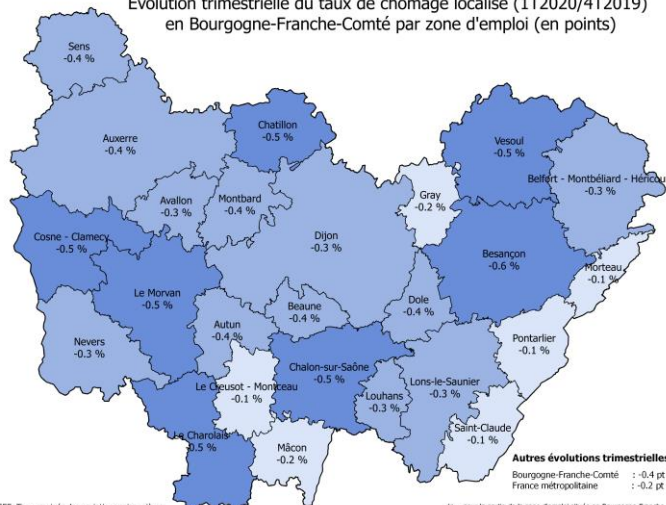 Evolution trimestrielle du taux de chômage localisé (1T2020/4T2019)
en Bourgogne-Franche-Comté par zone d'emploi (en points)
Sens
-0.4 %
Auxerre
-0.4 %
Chatillon
-0.5 %
Vesoul
-0.5 %
Belfort - Montbéliard - Héricou
-0.3 %
Avallon
-0.3 %
Montbard
-0.4 %
Gray
-0.2 %
Dijon
-0.3 %
Cosne - Clamecy
-0.5 %
Besançon
-0.6 %
Morteau
-0.1 %
Le Morvan
-0.5 %
Beaune
-0.4 %
Dole
-0.4 %
Nevers
-0.3 %
Autun
-0.4 %
Pontarlier
-0.1 %
Chalon-sur-Saône
-0.5 %
Le Creusot - Montceau
-0.1 %
Louhans
-0.3 %
Lons-le-Saunier
-0.3 %
Le Charolais
-0.5 %
Mâcon
-0.2 %
Saint-Claude
-0.1 %
Autres évolutions trimestrielles
Bourgogne-Franche-Comté : -0.4 pt
France métropolitaine : -0.2 pt